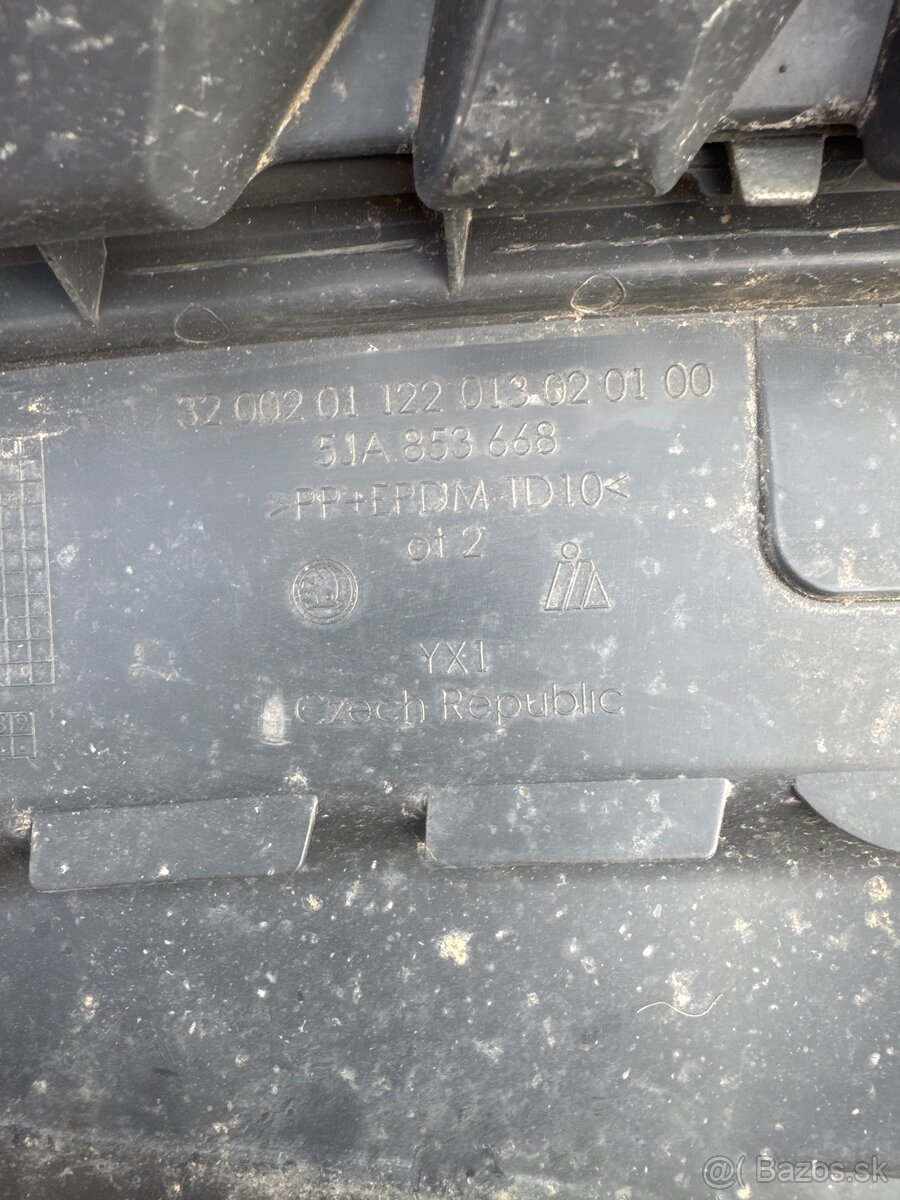 32 002 01 122 013 02 01 00
5JA 853 668
>PP+EPDM TD10<
ot 2
YX1
Czech Republic
@( Bazos.sk